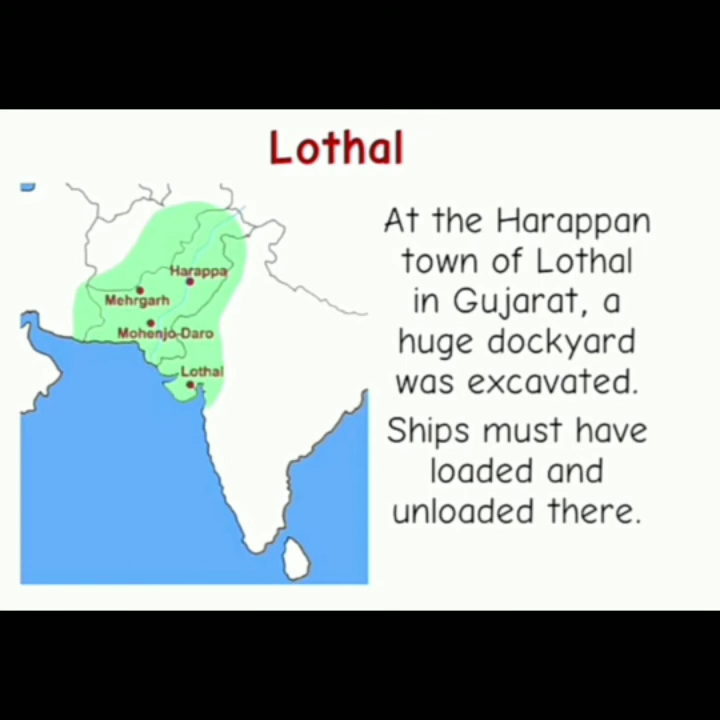 Lothal
At the Harappan
town of Lothal
in Gujarat, a
huge dockyard
was excavated.
Ships must have
loaded and
unloaded there.
Harappa
Mehrgarh
Mohenjo-Daro
Lothal